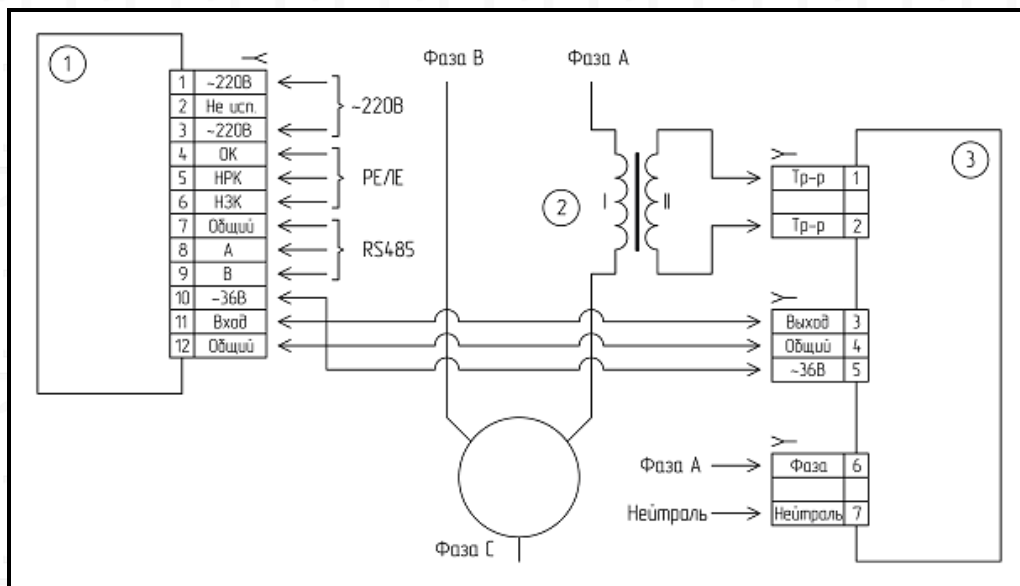 1
1 ~220В
2 Не исп.
3 ~220В
~220В
4 ОК
5 НРК
6 НЗК
РЕЛЕ
7 Общий
8 А
9 В
RS485
10 ~36В
11 Вход
12 Общий
Фаза В
Фаза А
2
I
II
3
Тр-р 1
Тр-р 2
Выход 3
Общий 4
~36В 5
Фаза А
Фаза 6
Нейтраль
Нейтраль 7
Фаза С